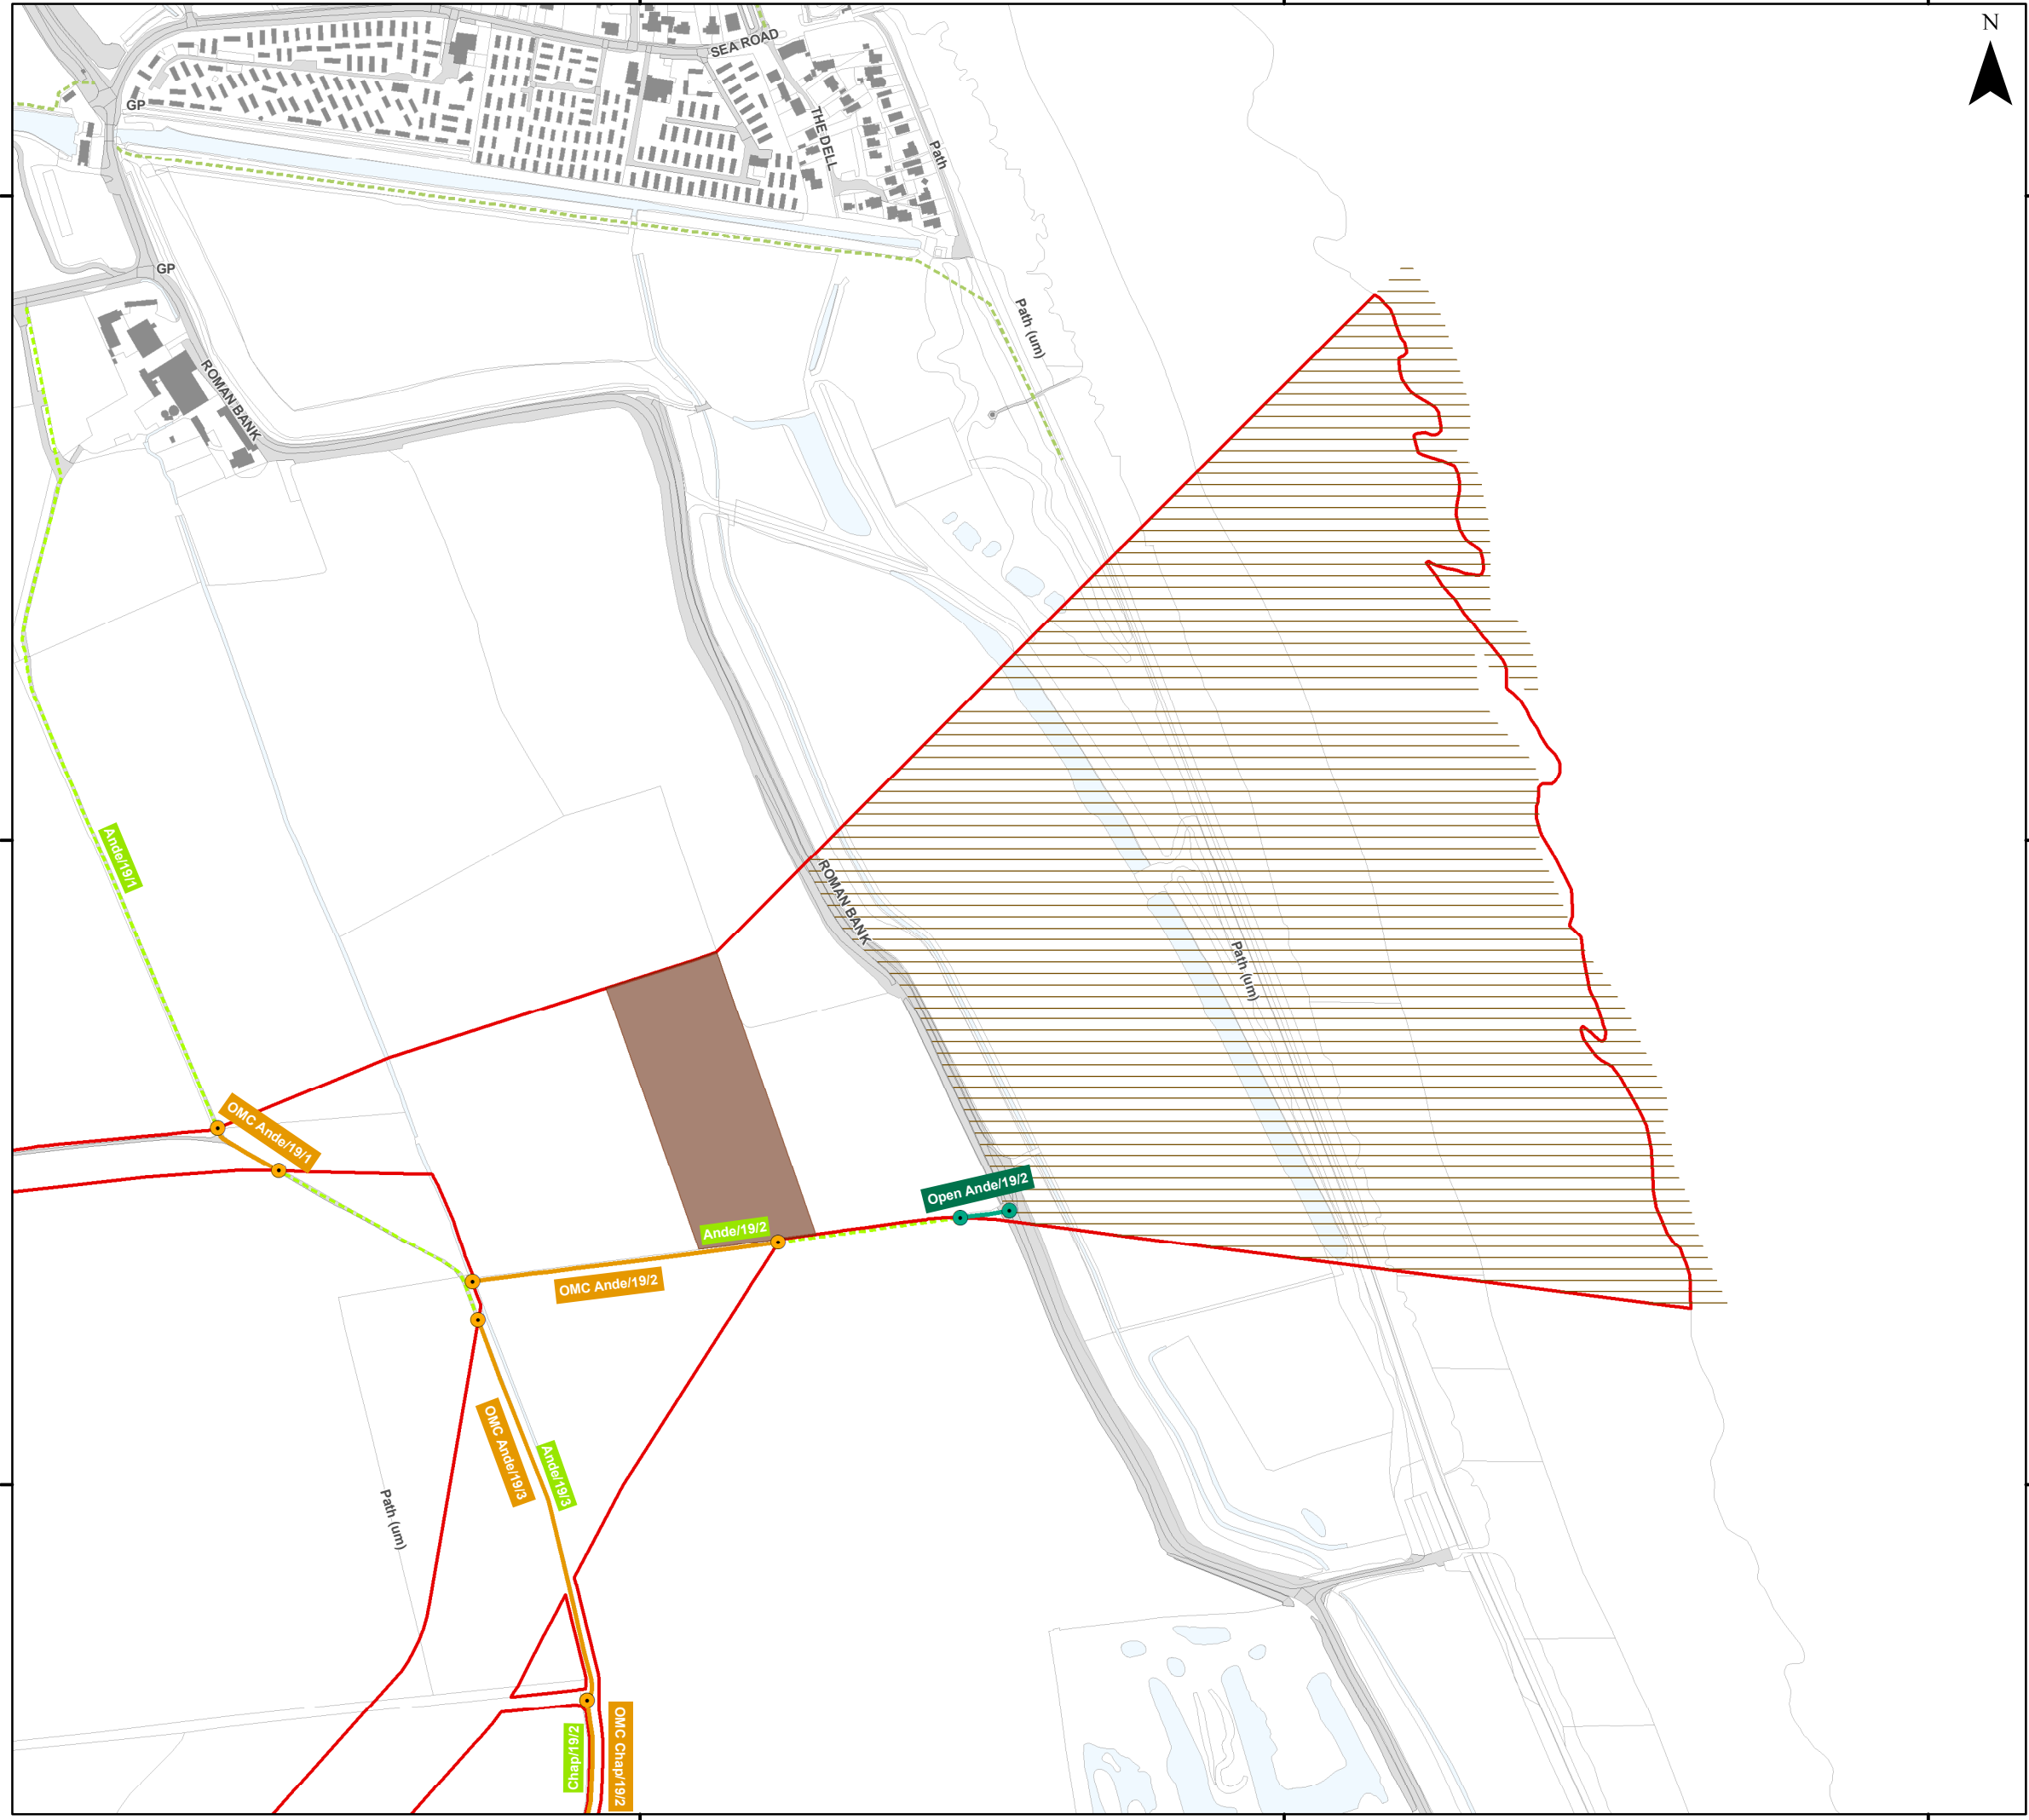 N
SEA ROAD
GP
THE DELL
Path
GP
Path (um)
ROMAN BANK
Ande/19/1
ROMAN BANK
Path (um)
OMC Ande/19/1
Open Ande/19/2
Ande/19/2
OMC Ande/19/2
OMC Ande/19/3
Ande/19/3
Path (um)
Chap/19/2
OMC Chap/19/2